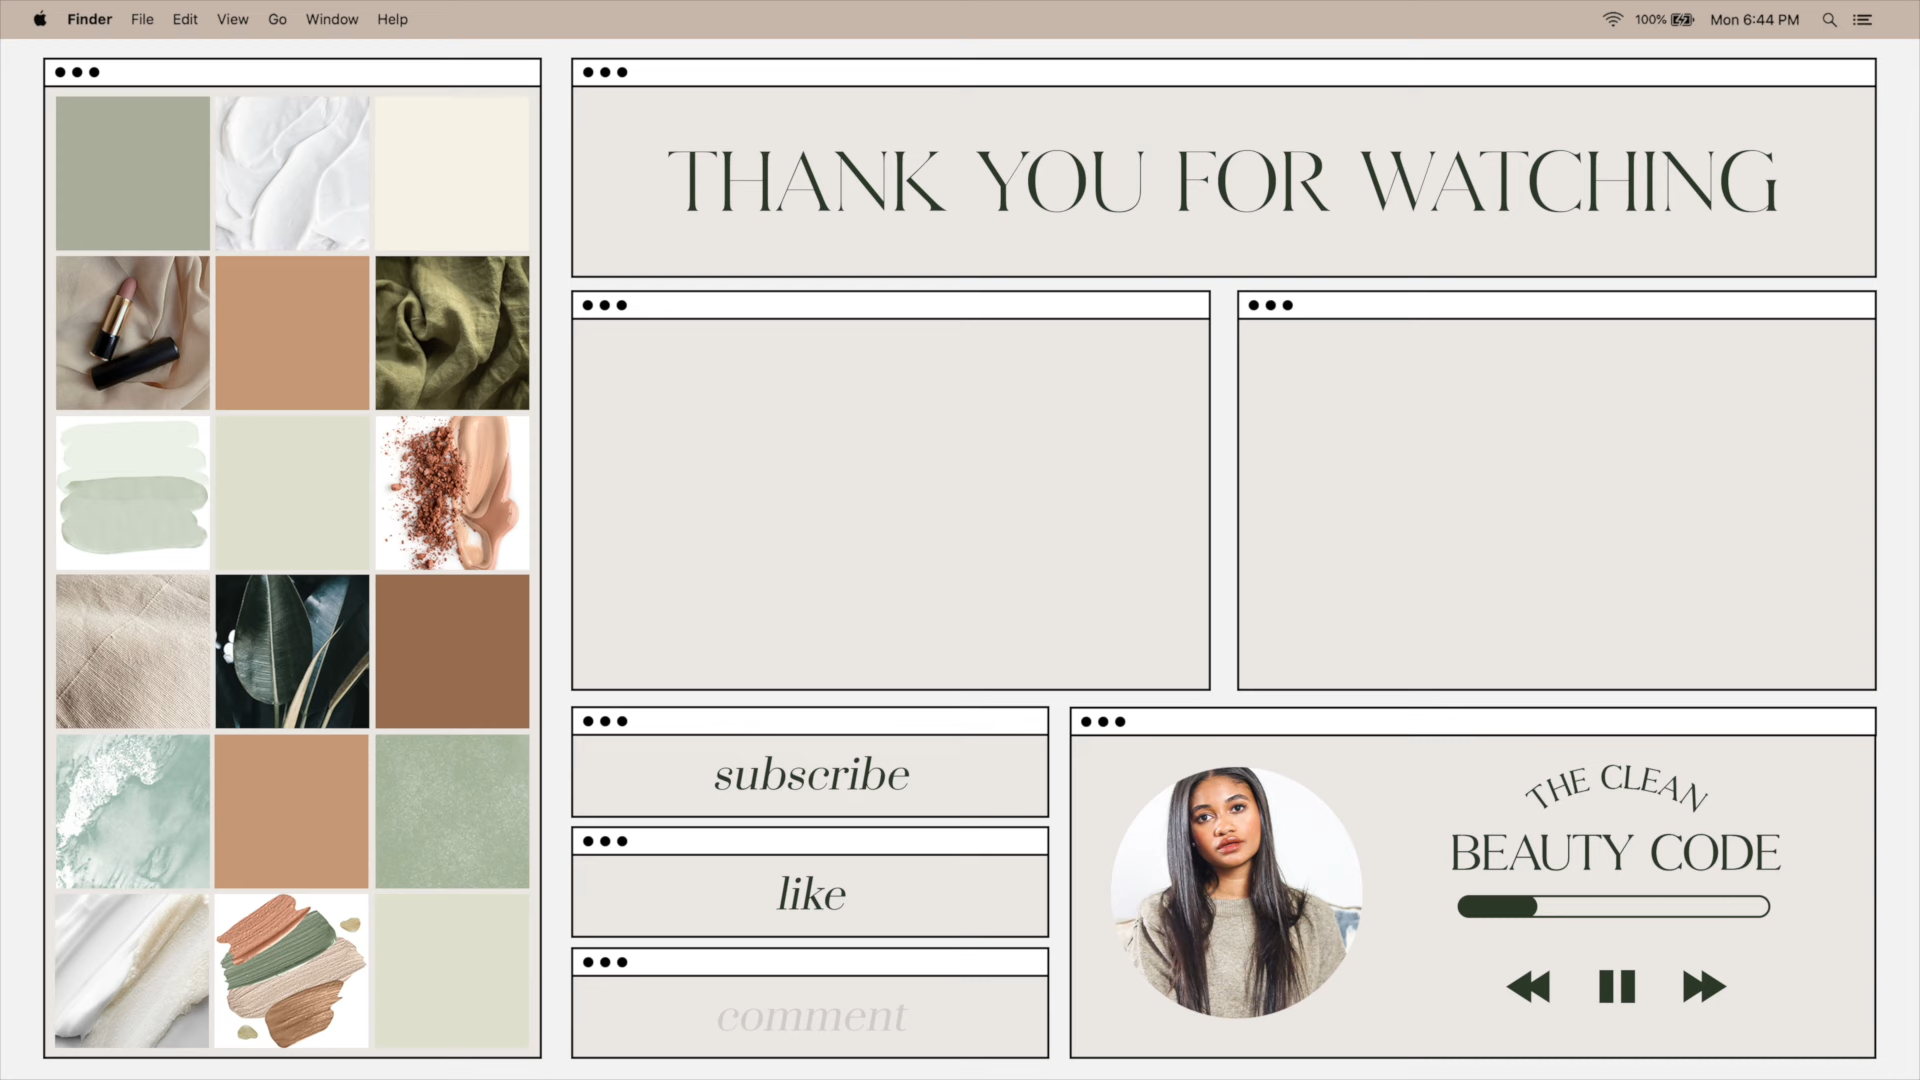 Finder File Edit View Go Window Help 100% Mon 6:44 PM
THANK YOU FOR WATCHING
subscribe
like
comment
THE CLEAN
BEAUTY CODE